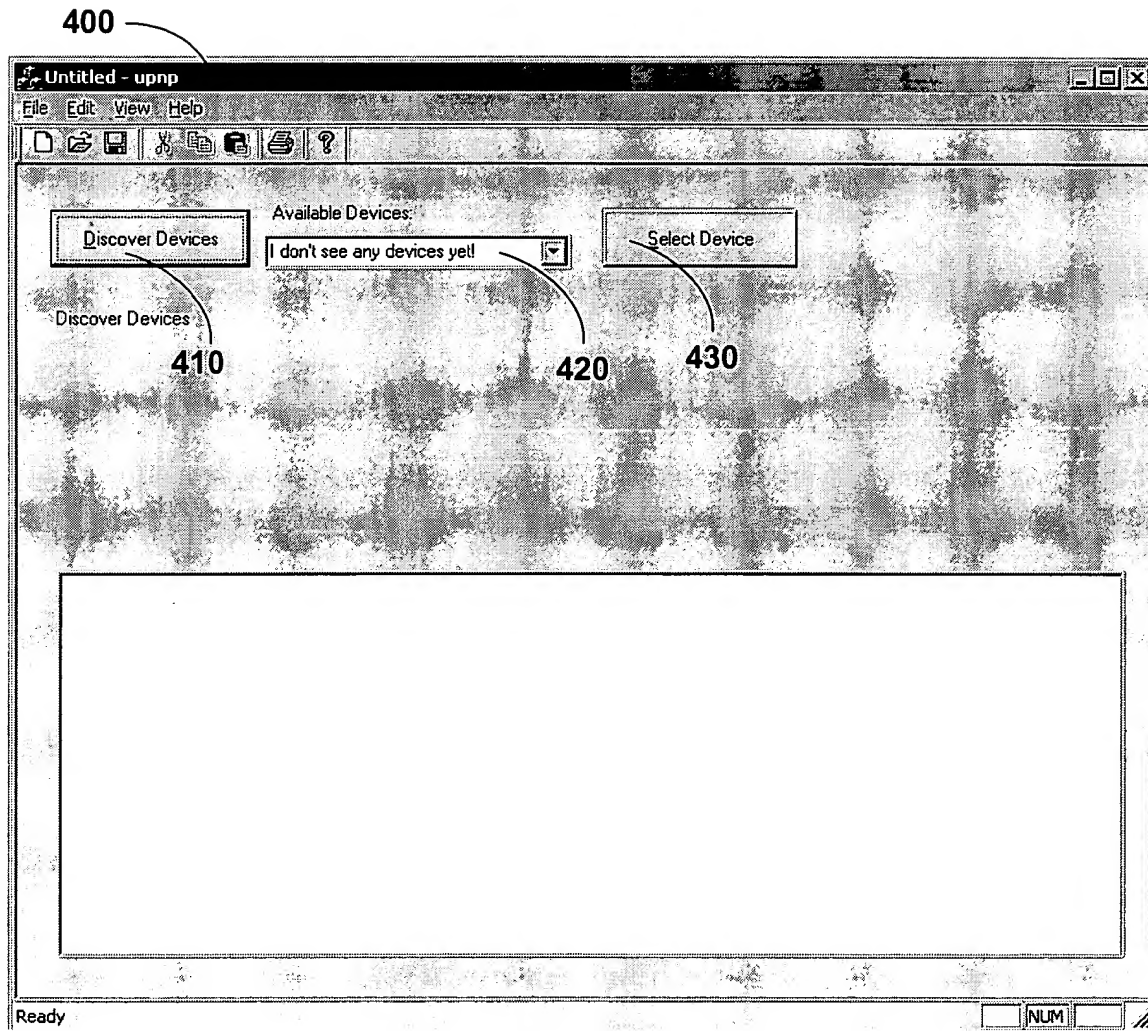 400
Untitled - upnp
File Edit View Help
Available Devices:
Discover Devices
I don't see any devices yet!
Select Device
Discover Devices
410
420
430
Ready
NUM